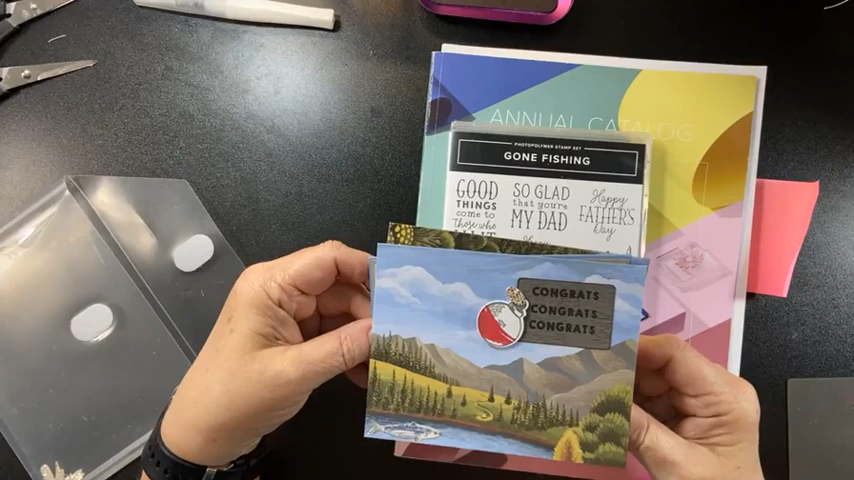 ANNUAL CATALOG
PHOTOPOLYMER STAMP SET
GONE FISHING
GOOD
THINGS
come to
those who
WAIT
SO GLAD
that you're
MY DAD
Happy
FATHER'S
Day
CONGRATS
CONGRATS
CONGRATS